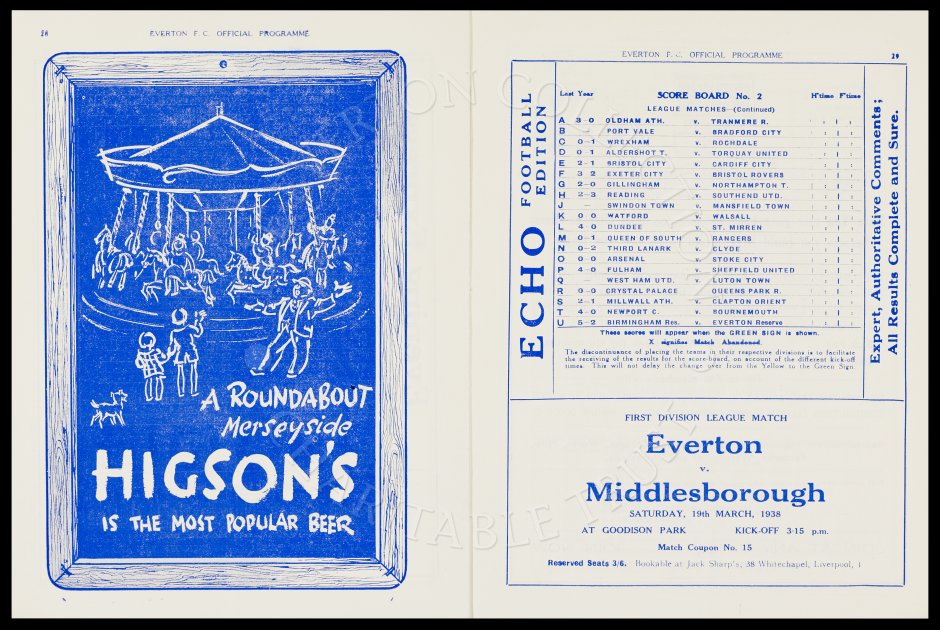 28
EVERTON F.C. OFFICIAL PROGRAMME
A ROUNDABOUT
Merseyside
HIGSON'S
IS THE MOST POPULAR BEER
EVERTON F.C. OFFICIAL PROGRAMME
29
ECHO FOOTBALL EDITION
Last Year SCORE BOARD No. 2 H'time F'time
LEAGUE MATCHES—(Continued)
A 3-0 OLDHAM ATH. v. TRANMERE R.
B PORT VALE v. BRADFORD CITY
C 0-1 WREXHAM v. ROCHDALE
D 0-1 ALDERSHOT T. v. TORQUAY UNITED
E 2-1 BRISTOL CITY v. CARDIFF CITY
F 3 2 EXETER CITY v. BRISTOL ROVERS
G 2-0 GILLINGHAM v. NORTHAMPTON T.
H 2-3 READING v. SOUTHEND UTD.
J — SWINDON TOWN v. MANSFIELD TOWN
K 0 0 WATFORD v. WALSALL
L 4 0 DUNDEE v. ST. MIRREN
M 0-1 QUEEN OF SOUTH v. RANGERS
N 0-2 THIRD LANARK v. CLYDE
O 0-0 ARSENAL v. STOKE CITY
P 4-0 FULHAM v. SHEFFIELD UNITED
Q WEST HAM UTD. v. LUTON TOWN
R 0-0 CRYSTAL PALACE QUEENS PARK R.
S 2-1 MILLWALL ATH. v. CLAPTON ORIENT
T 4-0 NEWPORT C. v. BOURNEMOUTH
U 5-2 BIRMINGHAM Res. v. EVERTON Reserve
These scores will appear when the GREEN SIGN is shown.
X signifies Match Abandoned.
The discontinuance of placing the teams in their respective divisions is to facilitate
the receiving of the results for the score-board, on account of the different kick-off
times. This will not delay the change over from the Yellow to the Green Sign
Expert, Authoritative Comments;
All Results Complete and Sure.
FIRST DIVISION LEAGUE MATCH
Everton
v.
Middlesborough
SATURDAY, 19th MARCH, 1938
AT GOODISON PARK KICK-OFF 3-15 p.m.
Match Coupon No. 15
Reserved Seats 3/6. Bookable at Jack Sharp's, 38 Whitechapel, Liverpool, 1